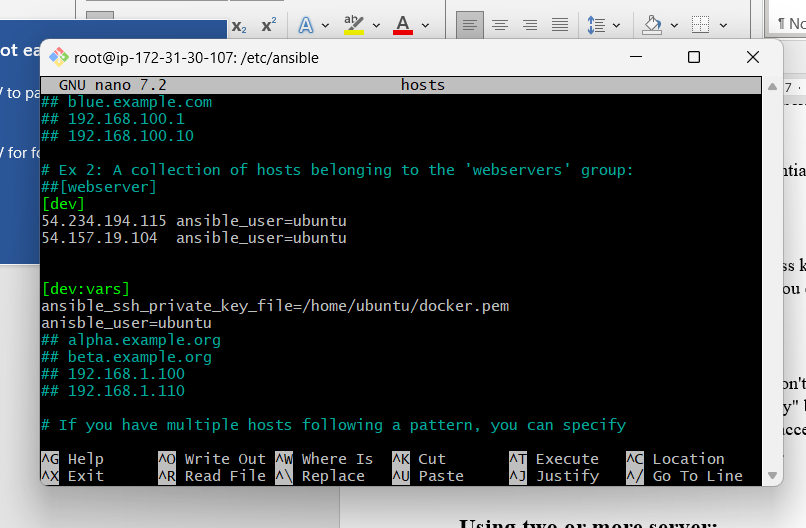 ot ea
V to pa
V for fo
x₂ x² A ab A
¶ No
7
root@ip-172-31-30-107: /etc/ansible
GNU nano 7.2 hosts
## blue.example.com
## 192.168.100.1
## 192.168.100.10
# Ex 2: A collection of hosts belonging to the 'webservers' group:
##[webserver]
[dev]
54.234.194.115 ansible_user=ubuntu
54.157.19.104  ansible_user=ubuntu
[dev:vars]
ansible_ssh_private_key_file=/home/ubuntu/docker.pem
anisble_user=ubuntu
## alpha.example.org
## beta.example.org
## 192.168.1.100
## 192.168.1.110
# If you have multiple hosts following a pattern, you can specify
^G Help ^O Write Out ^W Where Is ^K Cut ^T Execute ^C Location
^X Exit ^R Read File ^\ Replace ^U Paste ^J Justify ^/ Go To Line
ntia
ss k
ou
on't
y" b
acce
Using two or more server: